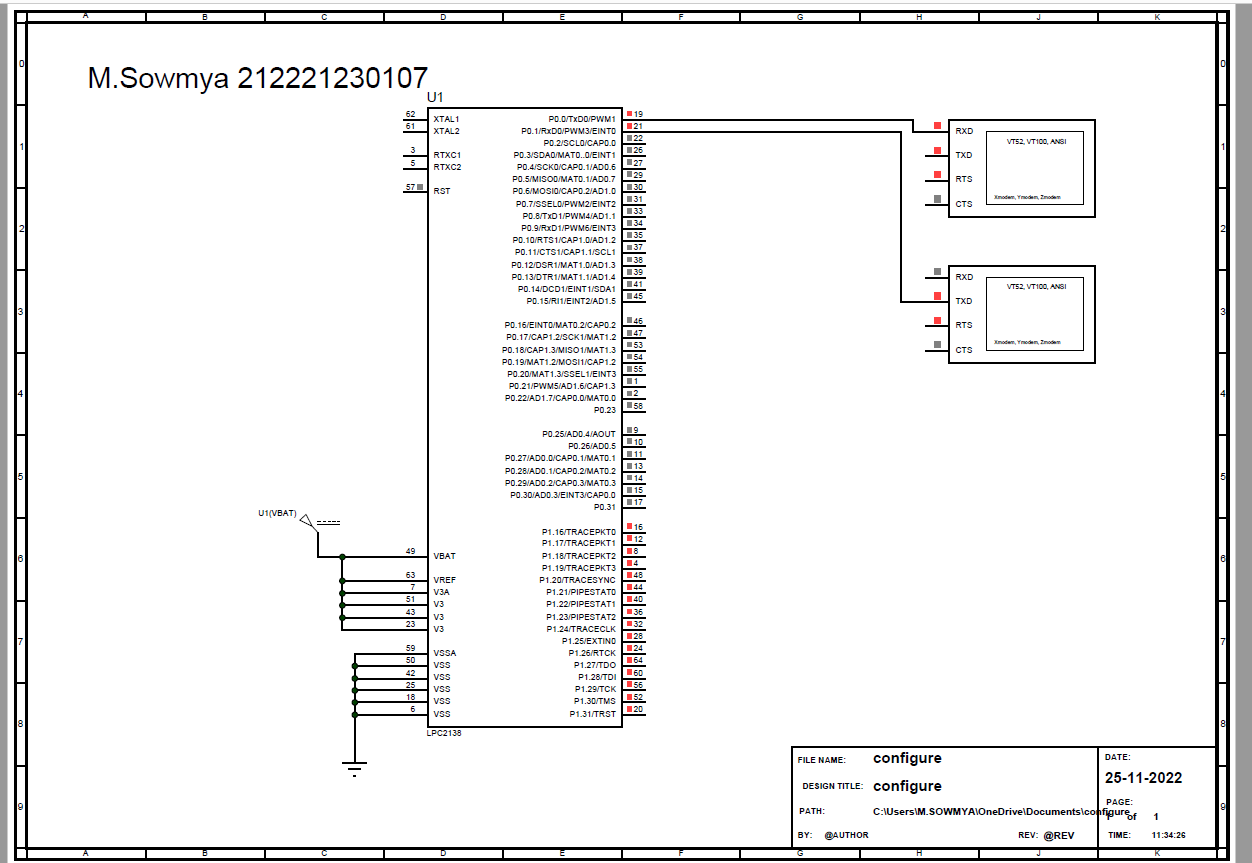 A B C D E F G H J K
M.Sowmya 212221230107
U1
62 XTAL1
61 XTAL2
3 RTXC1
5 RTXC2
57 RST
P0.0/TxD0/PWM1 19
P0.1/RxD0/PWM3/EINT0 21
P0.2/SCL0/CAP0.0 22
P0.3/SDA0/MAT0..0/EINT1 26
P0.4/SCK0/CAP0.1/AD0.6 27
P0.5/MISO0/MAT0.1/AD0.7 29
P0.6/MOSI0/CAP0.2/AD1.0 30
P0.7/SSEL0/PWM2/EINT2 31
P0.8/TxD1/PWM4/AD1.1 33
P0.9/RxD1/PWM6/EINT3 34
P0.10/RTS1/CAP1.0/AD1.2 35
P0.11/CTS1/CAP1.1/SCL1 37
P0.12/DSR1/MAT1.0/AD1.3 38
P0.13/DTR1/MAT1.1/AD1.4 39
P0.14/DCD1/EINT1/SDA1 41
P0.15/RI1/EINT2/AD1.5 45
P0.16/EINT0/MAT0.2/CAP0.2 46
P0.17/CAP1.2/SCK1/MAT1.2 47
P0.18/CAP1.3/MISO1/MAT1.3 53
P0.19/MAT1.2/MOSI1/CAP1.2 54
P0.20/MAT1.3/SSEL1/EINT3 55
P0.21/PWM5/AD1.6/CAP1.3 1
P0.22/AD1.7/CAP0.0/MAT0.0 2
P0.23 58
P0.25/AD0.4/AOUT 9
P0.26/AD0.5 10
P0.27/AD0.0/CAP0.1/MAT0.1 11
P0.28/AD0.1/CAP0.2/MAT0.2 13
P0.29/AD0.2/CAP0.3/MAT0.3 14
P0.30/AD0.3/EINT3/CAP0.0 15
P0.31 17
P1.16/TRACEPKT0 16
P1.17/TRACEPKT1 12
P1.18/TRACEPKT2 8
P1.19/TRACEPKT3 4
P1.20/TRACESYNC 48
P1.21/PIPESTAT0 44
P1.22/PIPESTAT1 40
P1.23/PIPESTAT2 36
P1.24/TRACECLK 32
P1.25/EXTIN0 28
P1.26/RTCK 24
P1.27/TDO 64
P1.28/TDI 60
P1.29/TCK 56
P1.30/TMS 52
P1.31/TRST 20
U1(VBAT)
49 VBAT
63 VREF
7 V3A
51 V3
43 V3
23 V3
59 VSSA
50 VSS
42 VSS
25 VSS
18 VSS
6 VSS
LPC2138
RXD
TXD
RTS
CTS
VT52, VT100, ANSI
Xmodem, Ymodem, Zmodem
RXD
TXD
RTS
CTS
VT52, VT100, ANSI
Xmodem, Ymodem, Zmodem
0 0
1 1
2 2
3 3
4 4
5 5
6 6
7 7
8 8
9 9
FILE NAME: configure
DESIGN TITLE: configure
PATH: C:\Users\M.SOWMYA\OneDrive\Documents\configure
BY: @AUTHOR REV: @REV
DATE:
25-11-2022
PAGE:
1 of 1
TIME: 11:34:26
A B C D E F G H J K